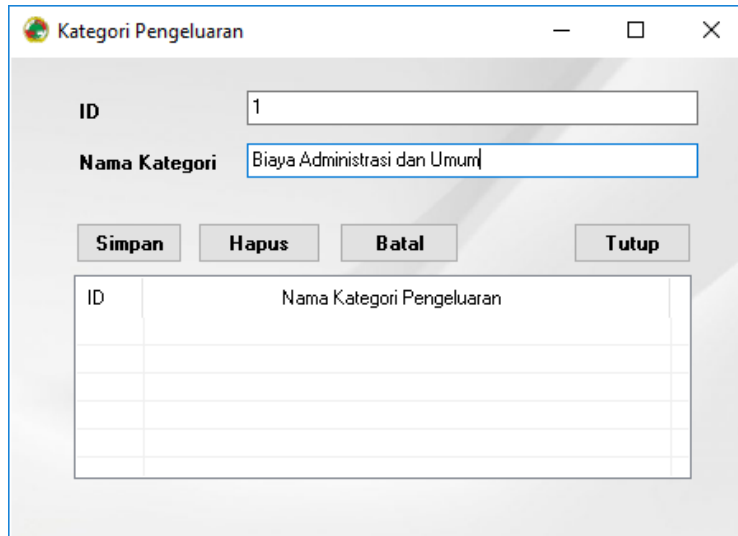 Kategori Pengeluaran
ID 1
Nama Kategori Biaya Administrasi dan Umum
Simpan Hapus Batal Tutup
ID Nama Kategori Pengeluaran